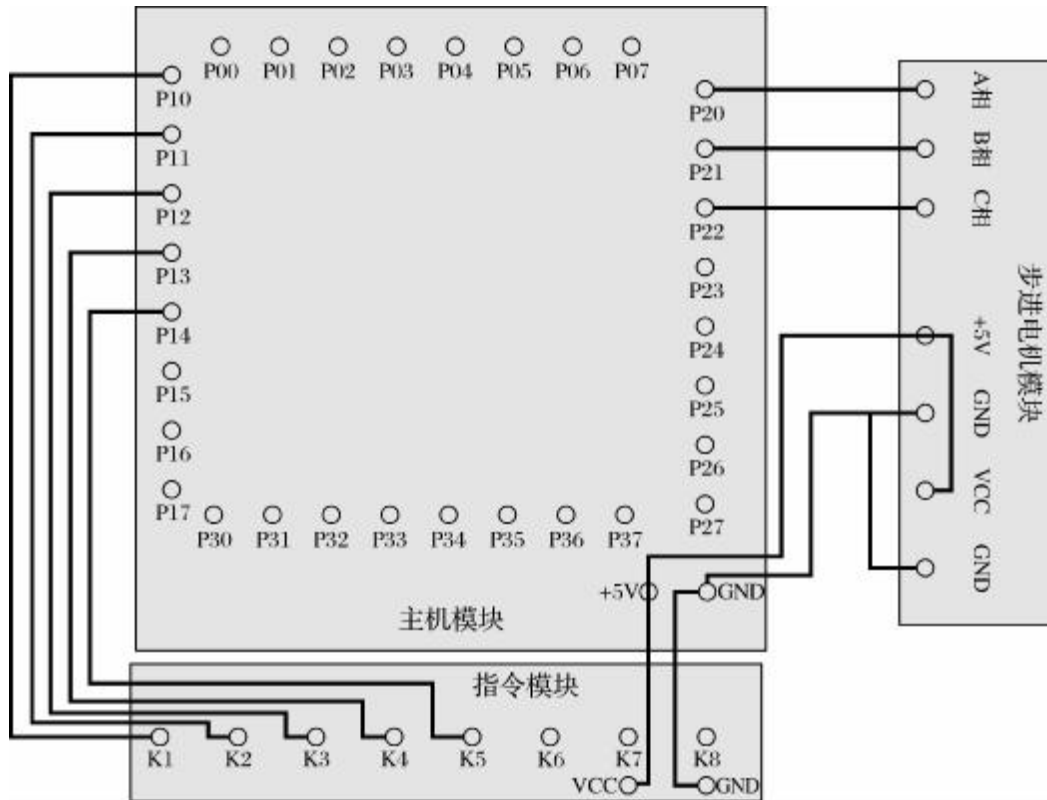 P00 P01 P02 P03 P04 P05 P06 P07
P10
P11
P12
P13
P14
P15
P16
P17
P20
P21
P22
P23
P24
P25
P26
P27
P30 P31 P32 P33 P34 P35 P36 P37
+5V GND
主机模块
A相
B相
C相
+5V
GND
VCC
GND
步进电机模块
指令模块
K1 K2 K3 K4 K5 K6 K7 K8
VCC GND